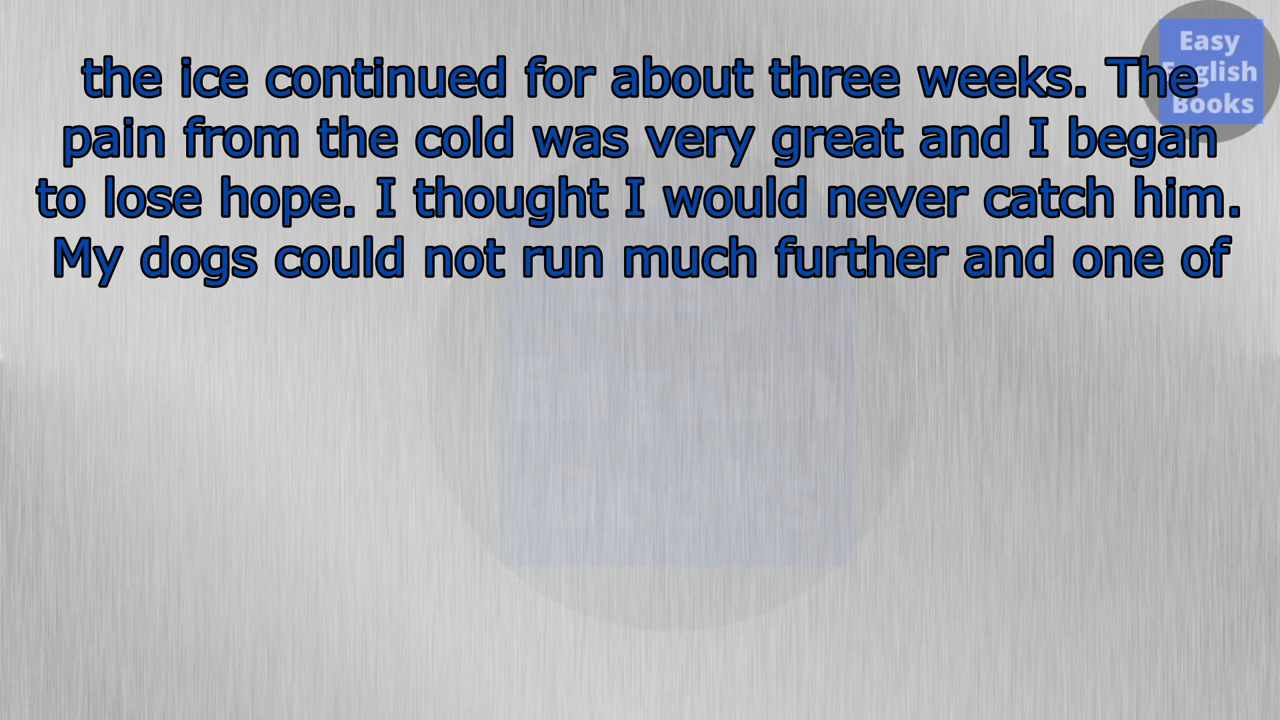 the ice continued for about three weeks. The
pain from the cold was very great and I began
to lose hope. I thought I would never catch him.
My dogs could not run much further and one of
Easy
English
Books